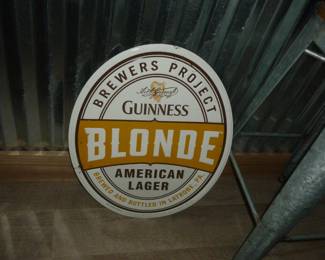 BREWERS PROJECT
GUINNESS
BLONDE
AMERICAN
LAGER
BREWED AND BOTTLED IN LATROBE, PA